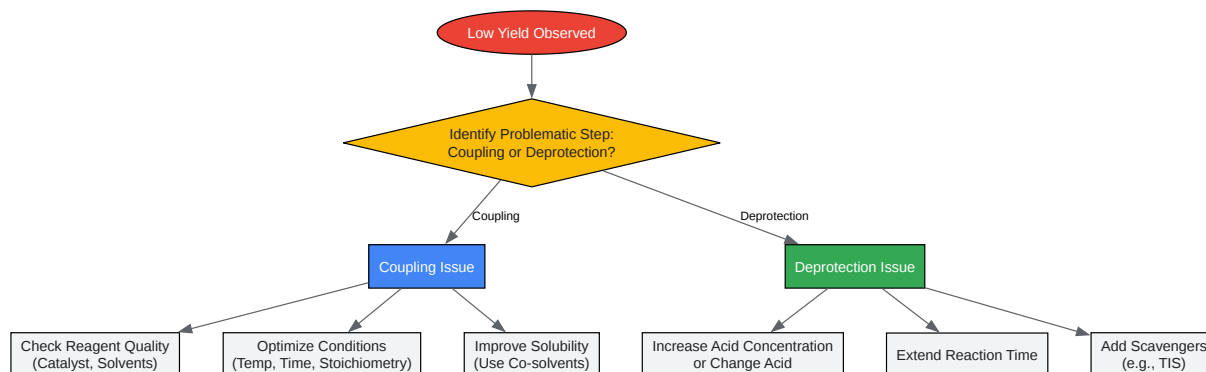 Low Yield Observed
Identify Problematic Step:
Coupling or Deprotection?
Coupling
Deprotection
Coupling Issue
Deprotection Issue
Check Reagent Quality
(Catalyst, Solvents)
Optimize Conditions
(Temp, Time, Stoichiometry)
Improve Solubility
(Use Co-solvents)
Increase Acid Concentration
or Change Acid
Extend Reaction Time
Add Scavengers
(e.g., TIS)